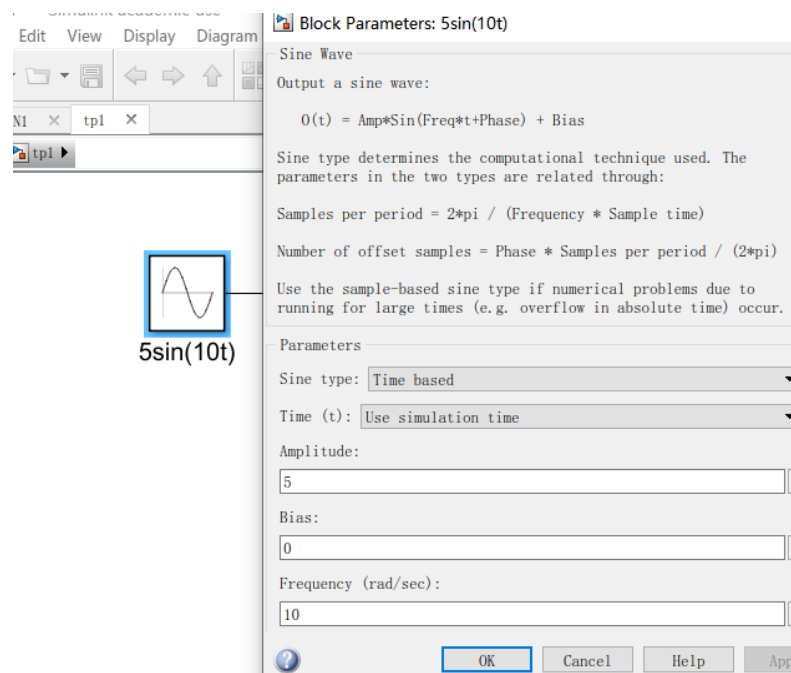 Simulink academic use
Edit View Display Diagram
N1 × tp1 ×
tp1
5sin(10t)
Block Parameters: 5sin(10t)
Sine Wave
Output a sine wave:
O(t) = Amp*Sin(Freq*t+Phase) + Bias
Sine type determines the computational technique used. The
parameters in the two types are related through:
Samples per period = 2*pi / (Frequency * Sample time)
Number of offset samples = Phase * Samples per period / (2*pi)
Use the sample-based sine type if numerical problems due to
running for large times (e.g. overflow in absolute time) occur.
Parameters
Sine type: Time based
Time (t): Use simulation time
Amplitude:
5
Bias:
0
Frequency (rad/sec):
10
OK Cancel Help App